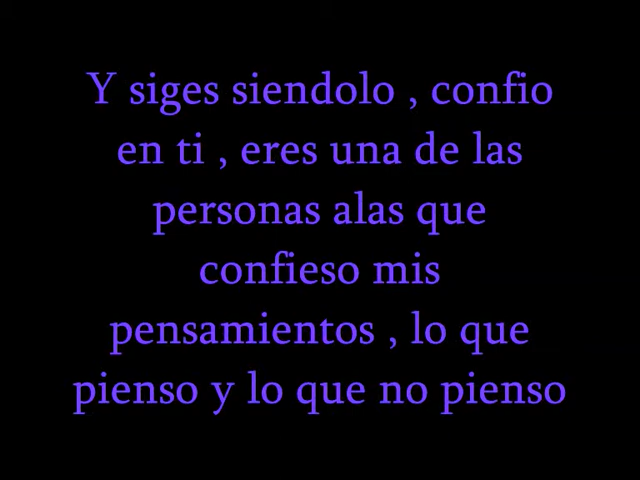 Y siges siendolo , confio
en ti , eres una de las
personas alas que
confieso mis
pensamientos , lo que
pienso y lo que no pienso